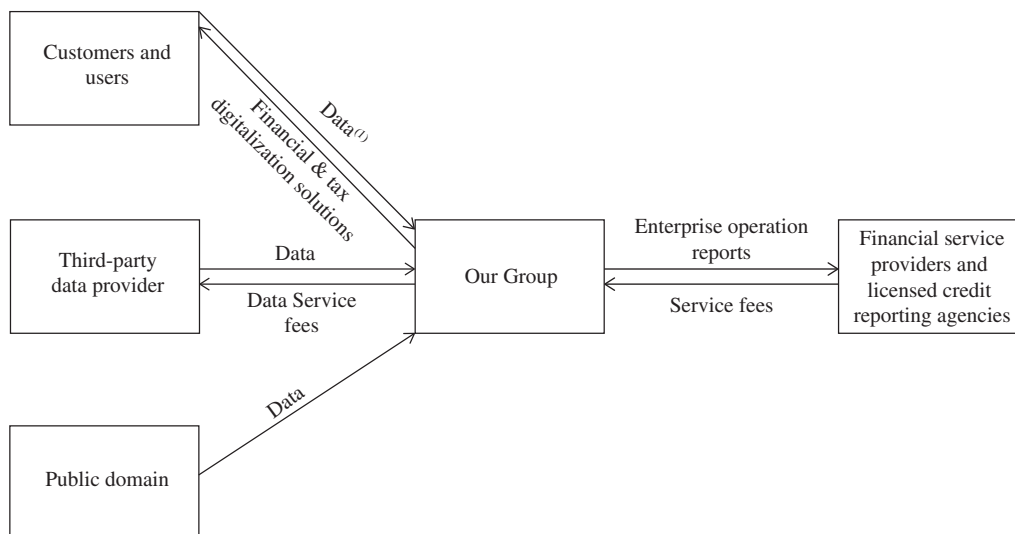 Customers and
users
Data(1)
Financial & tax
digitalization solutions
Third-party
data provider
Data
Data Service
fees
Our Group
Enterprise operation
reports
Service fees
Financial service
providers and
licensed credit
reporting agencies
Data
Public domain